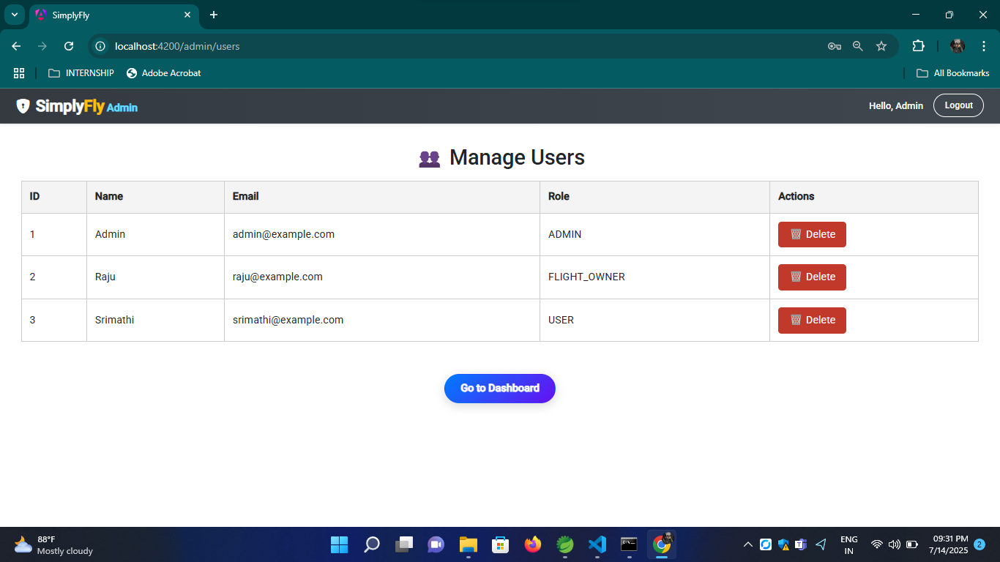 SimplyFly
localhost:4200/admin/users
INTERNSHIP
Adobe Acrobat
All Bookmarks
SimplyFly Admin
Hello, Admin
Logout
Manage Users
ID Name Email Role Actions
1 Admin admin@example.com ADMIN Delete
2 Raju raju@example.com FLIGHT_OWNER Delete
3 Srimathi srimathi@example.com USER Delete
Go to Dashboard
88°F
Mostly cloudy
ENG
IN
09:31 PM
7/14/2025
2